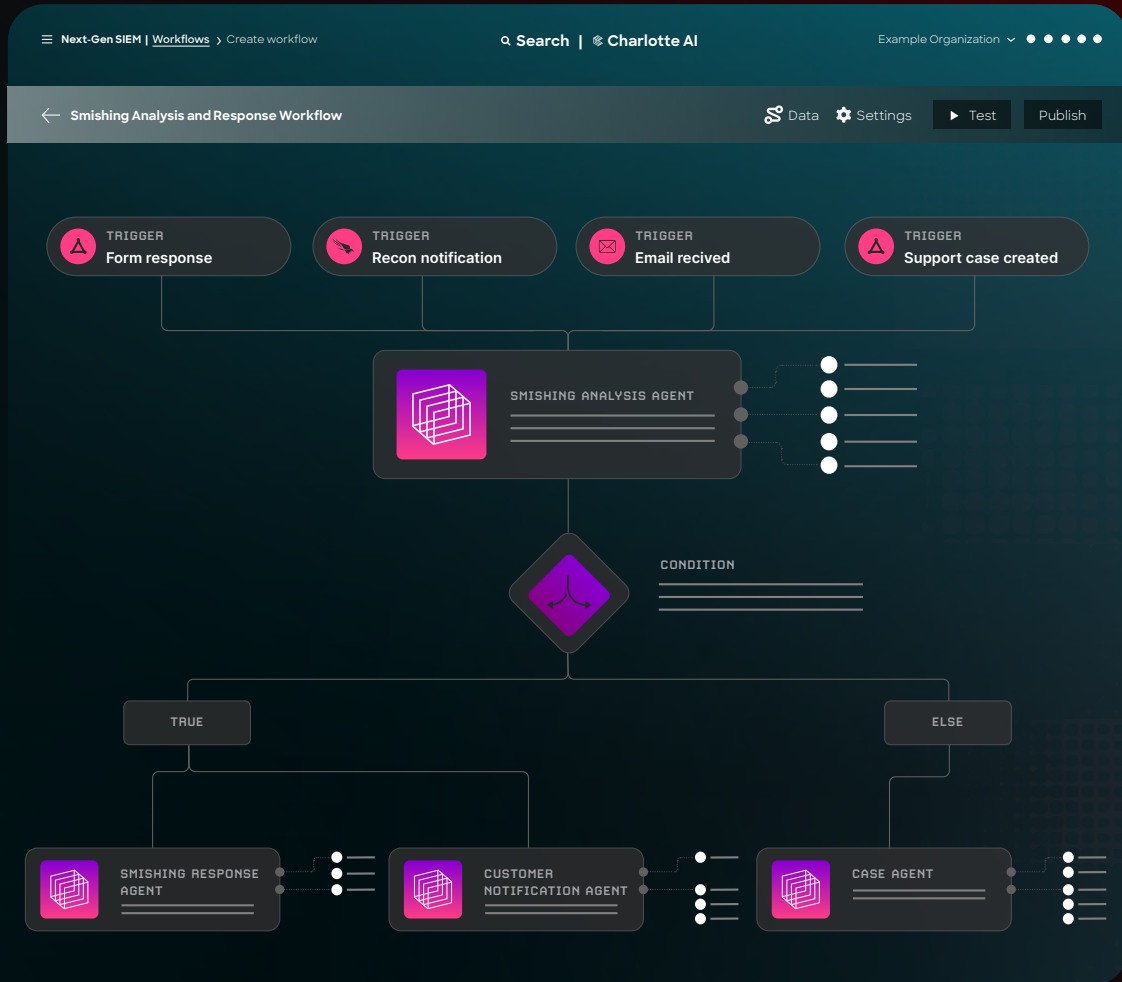 Next-Gen SIEM | Workflows › Create workflow
Search | Charlotte AI
Example Organization
Smishing Analysis and Response Workflow
Data
Settings
Test
Publish
TRIGGER
Form response
TRIGGER
Recon notification
TRIGGER
Email recived
TRIGGER
Support case created
SMISHING ANALYSIS AGENT
CONDITION
TRUE
ELSE
SMISHING RESPONSE
AGENT
CUSTOMER
NOTIFICATION AGENT
CASE AGENT